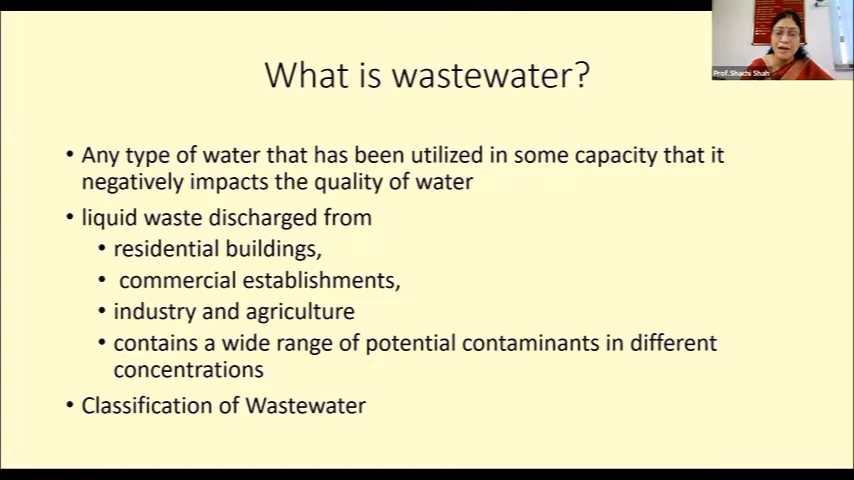 What is wastewater?
Prof.Shachi Shah
• Any type of water that has been utilized in some capacity that it
negatively impacts the quality of water
• liquid waste discharged from
• residential buildings,
• commercial establishments,
• industry and agriculture
• contains a wide range of potential contaminants in different
concentrations
• Classification of Wastewater